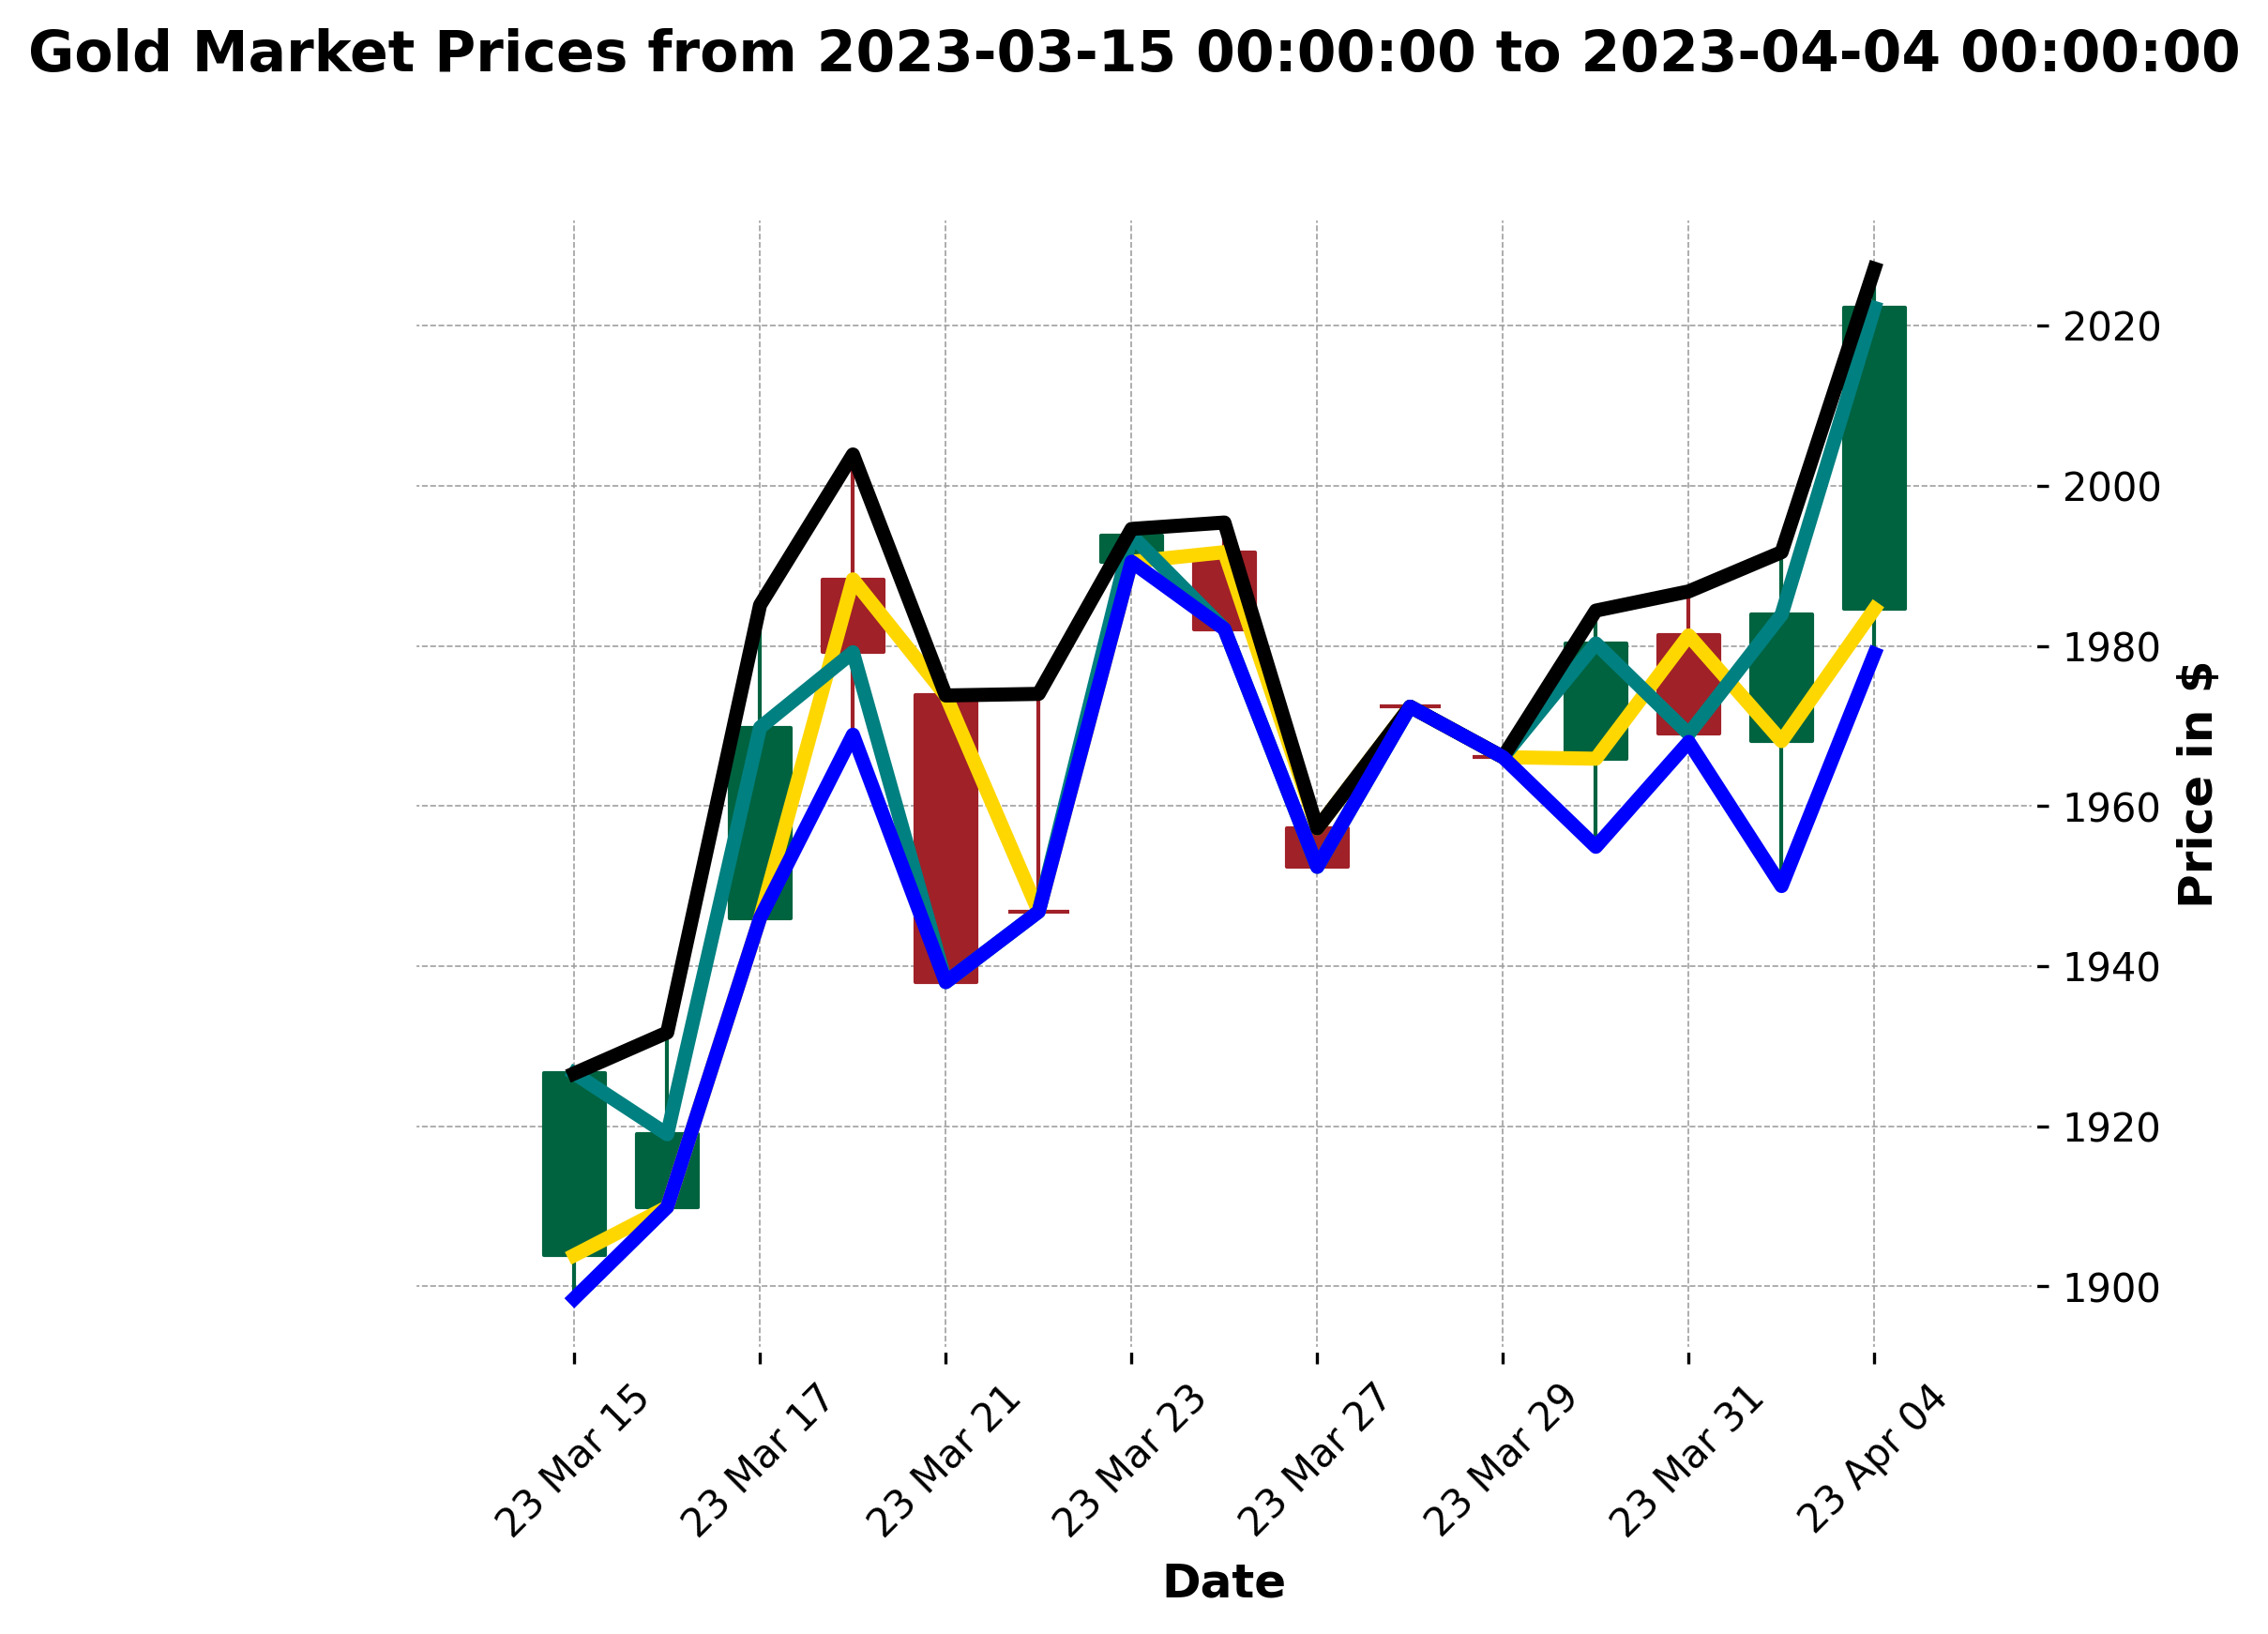 Gold Market Prices from 2023-03-15 00:00:00 to 2023-04-04 00:00:00
2020
2000
1980
1960
1940
1920
1900
Price in $
23 Mar 15
23 Mar 17
23 Mar 21
23 Mar 23
23 Mar 27
23 Mar 29
23 Mar 31
23 Apr 04
Date